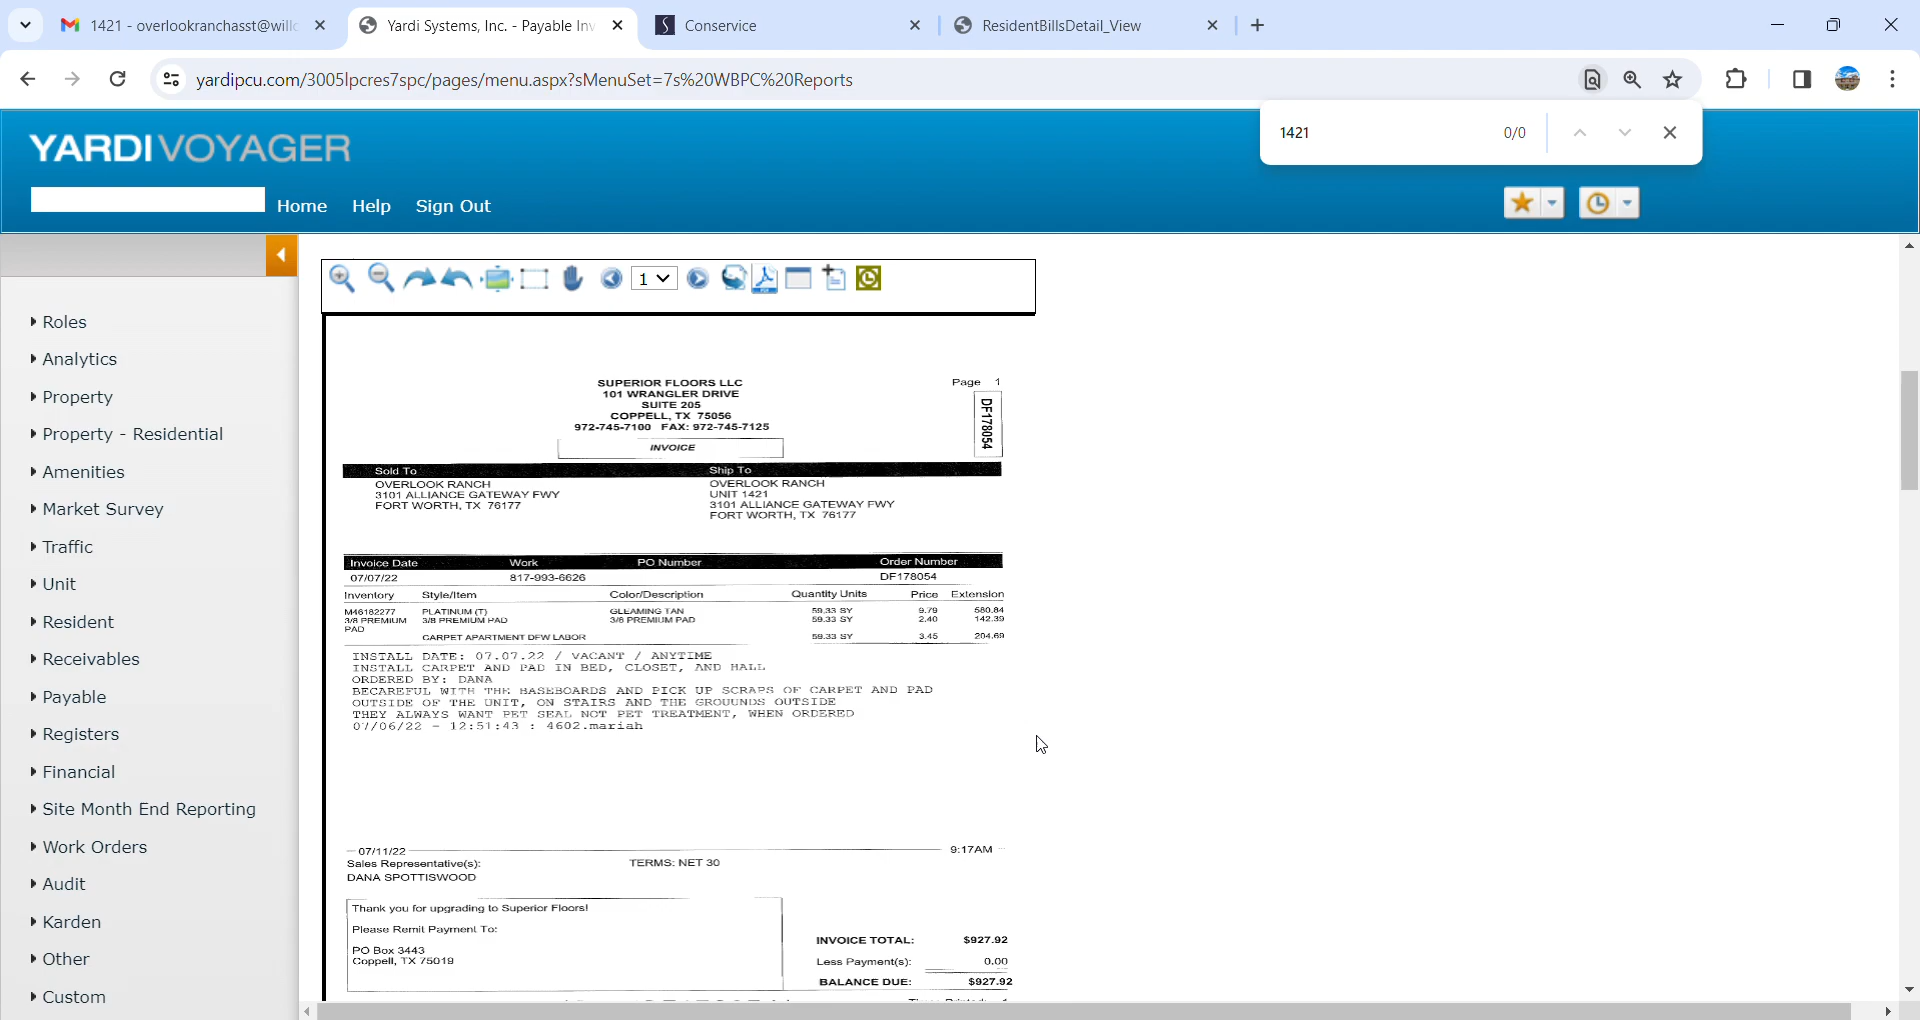 1421 - overlookranchasst@willc
Yardi Systems, Inc. - Payable Inv
Conservice
ResidentBillsDetail_View
yardipcu.com/3005lpcres7spc/pages/menu.aspx?sMenuSet=7s%20WBPC%20Reports
1421 0/0
YARDI VOYAGER
Home Help Sign Out
Roles
Analytics
Property
Property - Residential
Amenities
Market Survey
Traffic
Unit
Resident
Receivables
Payable
Registers
Financial
Site Month End Reporting
Work Orders
Audit
Karden
Other
Custom
1
PDF
SUPERIOR FLOORS LLC
101 WRANGLER DRIVE
SUITE 205
COPPELL, TX 75056
972-745-7100 FAX: 972-745-7125
INVOICE
Page 1
DF178054
Sold To Ship To
OVERLOOK RANCH
3101 ALLIANCE GATEWAY FWY
FORT WORTH, TX 76177
OVERLOOK RANCH
UNIT 1421
3101 ALLIANCE GATEWAY FWY
FORT WORTH, TX 76177
Invoice Date Work PO Number Order Number
07/07/22 817-993-6626 DF178054
Inventory Style/Item Color/Description Quantity Units Price Extension
M46182277 PLATINUM (T) GLEAMING TAN 59.33 SY 9.79 580.84
3/8 PREMIUM PAD 3/8 PREMIUM PAD 3/8 PREMIUM PAD 59.33 SY 2.40 142.39
CARPET APARTMENT DFW LABOR 59.33 SY 3.45 204.69
INSTALL DATE: 07.07.22 / VACANT / ANYTIME
INSTALL CARPET AND PAD IN BED, CLOSET, AND HALL
ORDERED BY: DANA
BECAREFUL WITH THE BASEBOARDS AND PICK UP SCRAPS OF CARPET AND PAD
OUTSIDE OF THE UNIT, ON STAIRS AND THE GROUUNDS OUTSIDE
THEY ALWAYS WANT PET SEAL NOT PET TREATMENT, WHEN ORDERED
07/06/22 - 12:51:43 : 4602.mariah
07/11/22 9:17AM
Sales Representative(s): TERMS: NET 30
DANA SPOTTISWOOD
Thank you for upgrading to Superior Floors!
Please Remit Payment To:
PO Box 3443
Coppell, TX 75019
INVOICE TOTAL: $927.92
Less Payment(s): 0.00
BALANCE DUE: $927.92